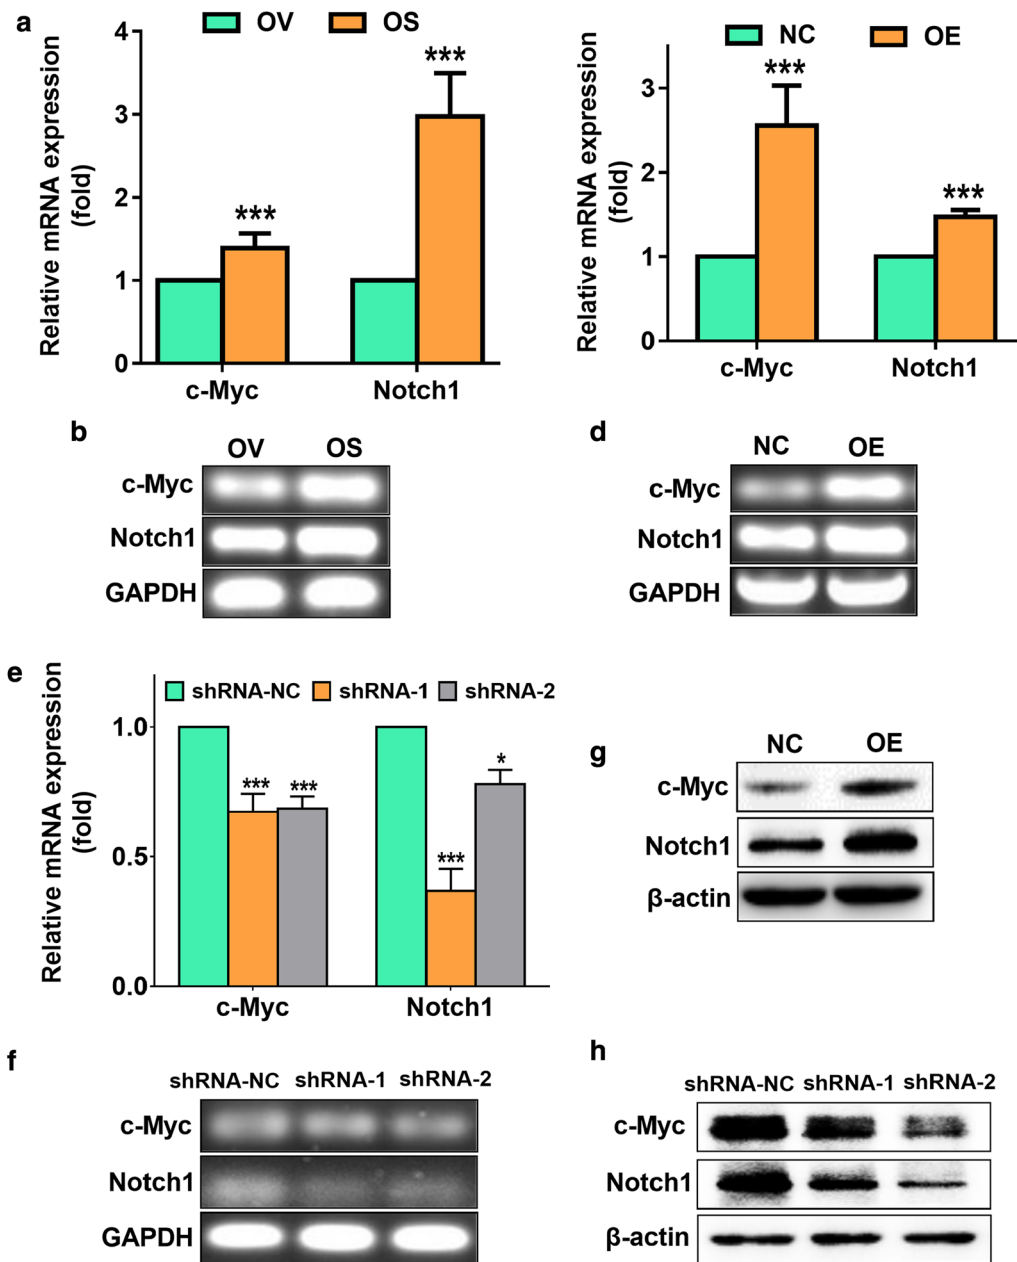 a
OV OS
Relative mRNA expression
(fold)
4
3
2
1
0
***
***
c-Myc Notch1
NC OE
Relative mRNA expression
(fold)
3
2
1
0
***
***
c-Myc Notch1
b
OV OS
c-Myc
Notch1
GAPDH
d
NC OE
c-Myc
Notch1
GAPDH
e
shRNA-NC shRNA-1 shRNA-2
Relative mRNA expression
(fold)
1.0
0.5
0.0
*** ***
***
*
c-Myc Notch1
g
NC OE
c-Myc
Notch1
β-actin
f
shRNA-NC shRNA-1 shRNA-2
c-Myc
Notch1
GAPDH
h
shRNA-NC shRNA-1 shRNA-2
c-Myc
Notch1
β-actin